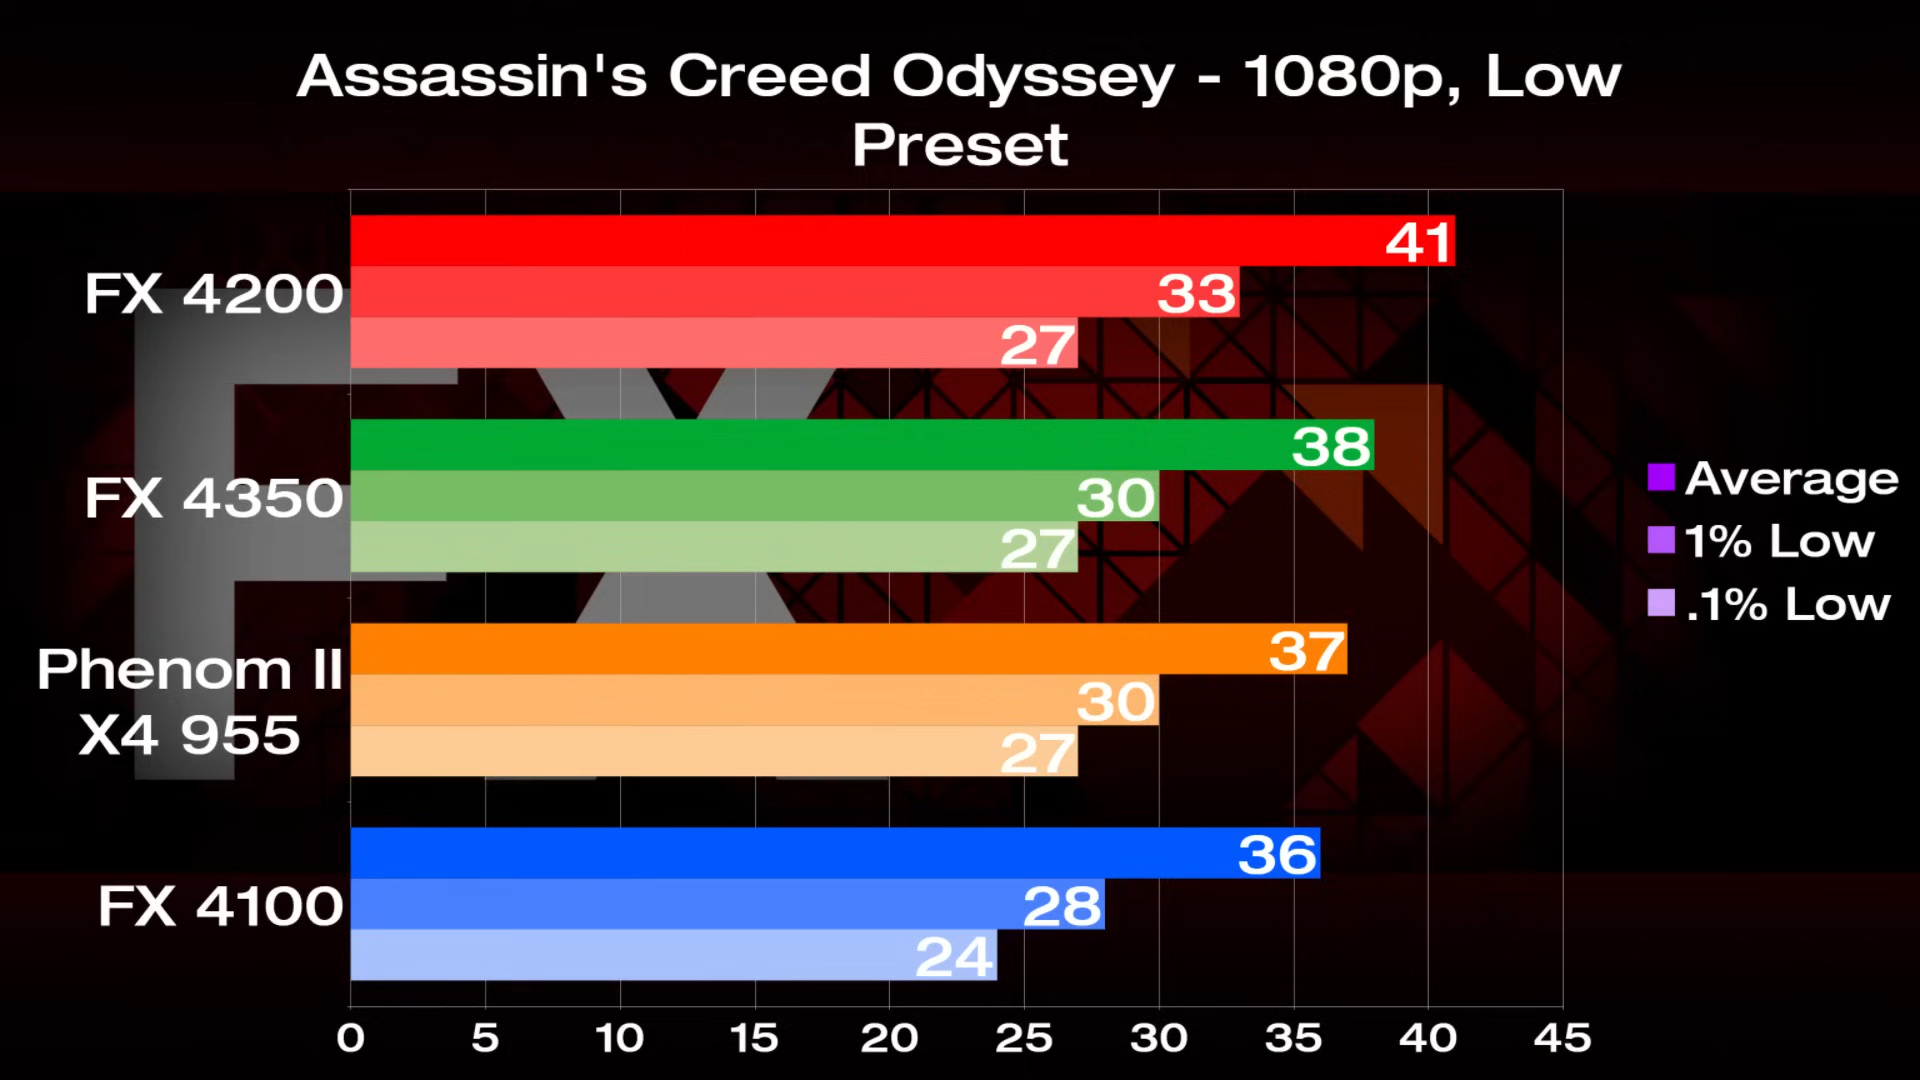 Assassin's Creed Odyssey - 1080p, Low
Preset
FX 4200
41
33
27
FX 4350
38
30
27
Phenom II
X4 955
37
30
27
FX 4100
36
28
24
0 5 10 15 20 25 30 35 40 45
Average
1% Low
.1% Low
FX